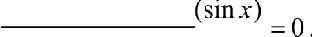 (sin x) = 0 .